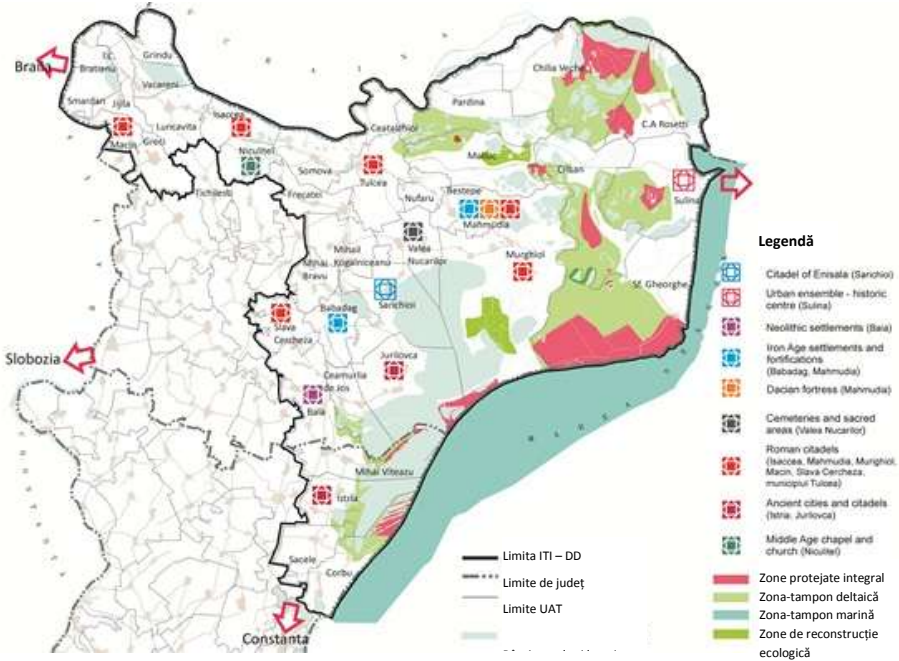 Braila
I.C.
Bratianu
Grindu
Vacareni
Smardan
Jijila
Luncavita
Isaccea
Macin
Greci
Niculitel
Somova
Frecatei
Tichilesti
Tulcea
Ceatalchioi
Pardina
Chilia Veche
C.A Rosetti
Maliuc
Crisan
Sulina
Nufaru
Bestepe
Mahmudia
Valea
Nucarilor
Murghiol
Sf. Gheorghe
Mihail
Kogalniceanu
Mihai
Bravu
Sarichioi
Babadag
Slava
Cercheza
Slobozia
Jurilovca
Ceamurlia
de Jos
Baia
Mihai Viteazu
Istria
Sacele
Corbu
Constanta
Legendă
Citadel of Enisala (Sarichioi)
Urban ensemble - historic
centre (Sulina)
Neolithic settlements (Baia)
Iron Age settlements and
fortifications
(Babadag, Mahmudia)
Dacian fortress (Mahmudia)
Cemeteries and sacred
areas (Valea Nucarilor)
Roman citadels
(Isaccea, Mahmudia, Murighiol,
Macin, Slava Cercheza,
municipiul Tulcea)
Ancient cities and citadels
(Istria, Jurilovca)
Middle Age chapel and
church (Niculitel)
Limita ITI – DD
Limite de județ
Limite UAT
Zone protejate integral
Zona-tampon deltaică
Zona-tampon marină
Zone de reconstrucție
ecologică